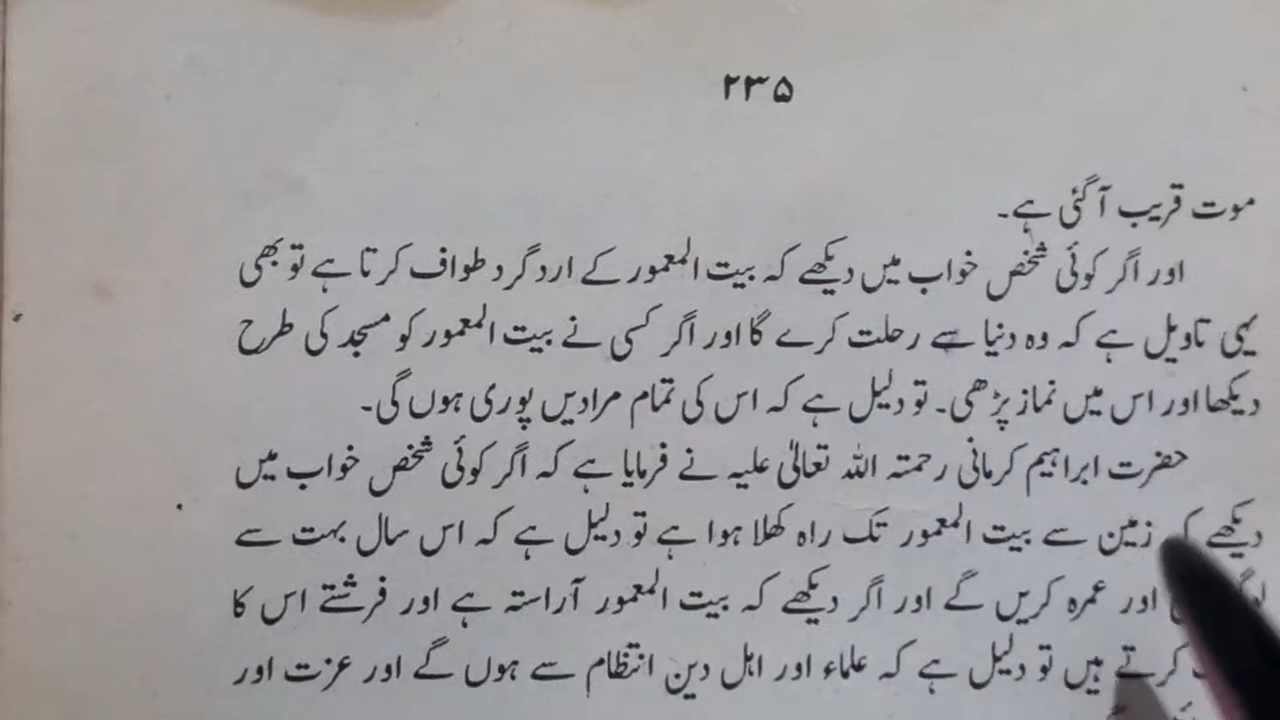 ۲۳۵
موت قریب آگئی ہے۔
اور اگر کوئی شخص خواب میں دیکھے کہ بیت المعمور کے ارد گرد طواف کرتا ہے تو بھی
یہی تاویل ہے کہ وہ دنیا سے رحلت کرے گا اور اگر کسی نے بیت المعمور کو مسجد کی طرح
دیکھا اور اس میں نماز پڑھی۔ تو دلیل ہے کہ اس کی تمام مرادیں پوری ہوں گی۔
حضرت ابراہیم کرمانی رحمتہ اللہ تعالیٰ علیہ نے فرمایا ہے کہ اگر کوئی شخص خواب میں
دیکھے کہ زمین سے بیت المعمور تک راہ کھلا ہوا ہے تو دلیل ہے کہ اس سال بہت سے
اور عمرہ کریں گے اور اگر دیکھے کہ بیت المعمور آراستہ ہے اور فرشتے اس کا
کرتے ہیں تو دلیل ہے کہ علماء اور اہل دین انتظام سے ہوں گے اور عزت اور